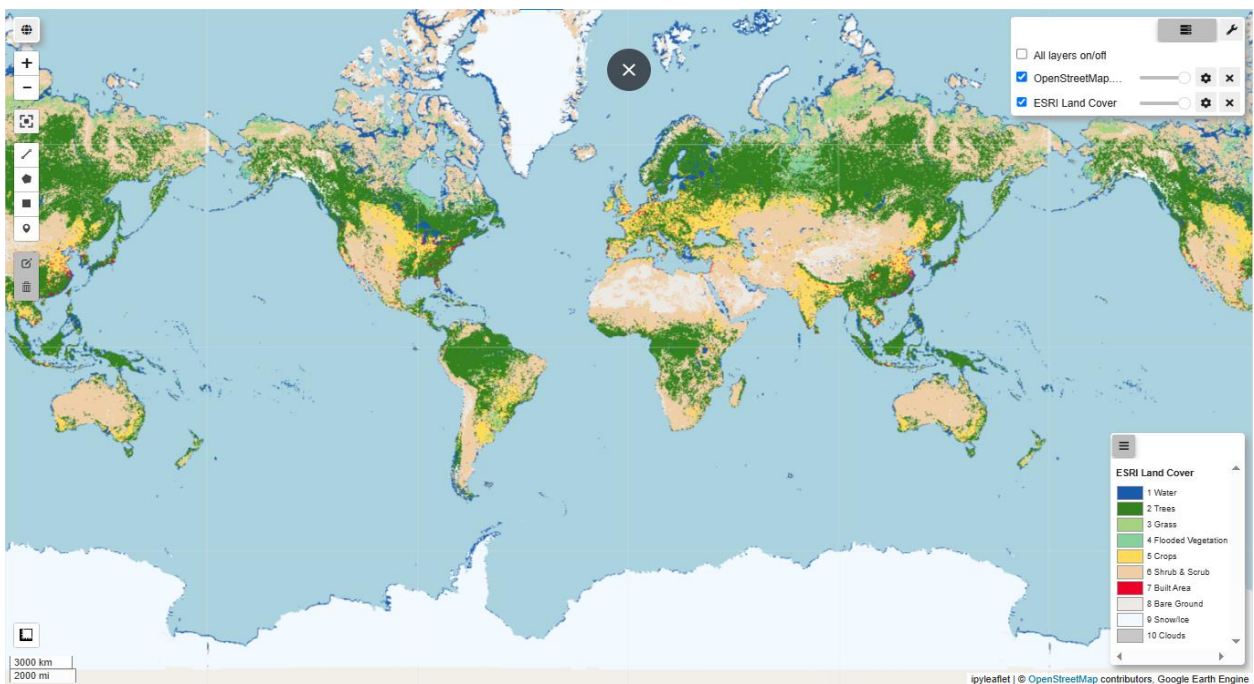 +
All layers on/off
−
OpenStreetMap....
ESRI Land Cover
ESRI Land Cover
1 Water
2 Trees
3 Grass
4 Flooded Vegetation
5 Crops
6 Shrub & Scrub
7 Built Area
8 Bare Ground
9 Snow/Ice
10 Clouds
3000 km
2000 mi
ipyleaflet | © OpenStreetMap contributors, Google Earth Engine